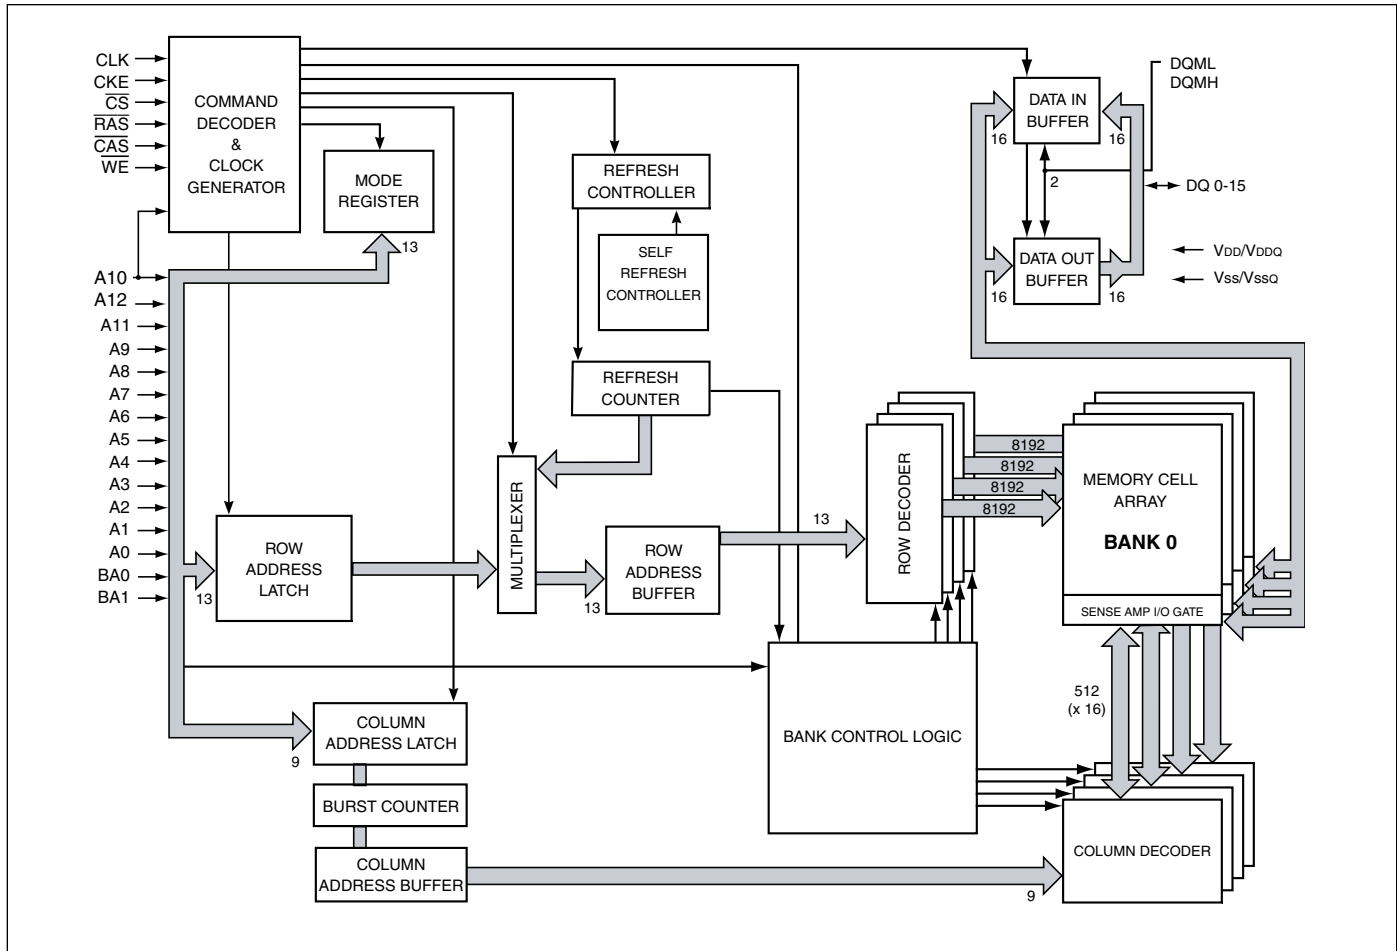 CLK
CKE
CS
RAS
CAS
WE
COMMAND
DECODER
&
CLOCK
GENERATOR
A10
A12
A11
A9
A8
A7
A6
A5
A4
A3
A2
A1
A0
BA0
BA1
MODE
REGISTER
13
REFRESH
CONTROLLER
SELF
REFRESH
CONTROLLER
REFRESH
COUNTER
DATA IN
BUFFER
16
16
2
DATA OUT
BUFFER
16
16
DQML
DQMH
DQ 0-15
VDD/VDDQ
Vss/VssQ
13
ROW
ADDRESS
LATCH
MULTIPLEXER
13
ROW
ADDRESS
BUFFER
13
ROW DECODER
8192
8192
8192
8192
MEMORY CELL
ARRAY
BANK 0
SENSE AMP I/O GATE
512
(x 16)
BANK CONTROL LOGIC
9
COLUMN
ADDRESS LATCH
BURST COUNTER
COLUMN
ADDRESS BUFFER
9
COLUMN DECODER